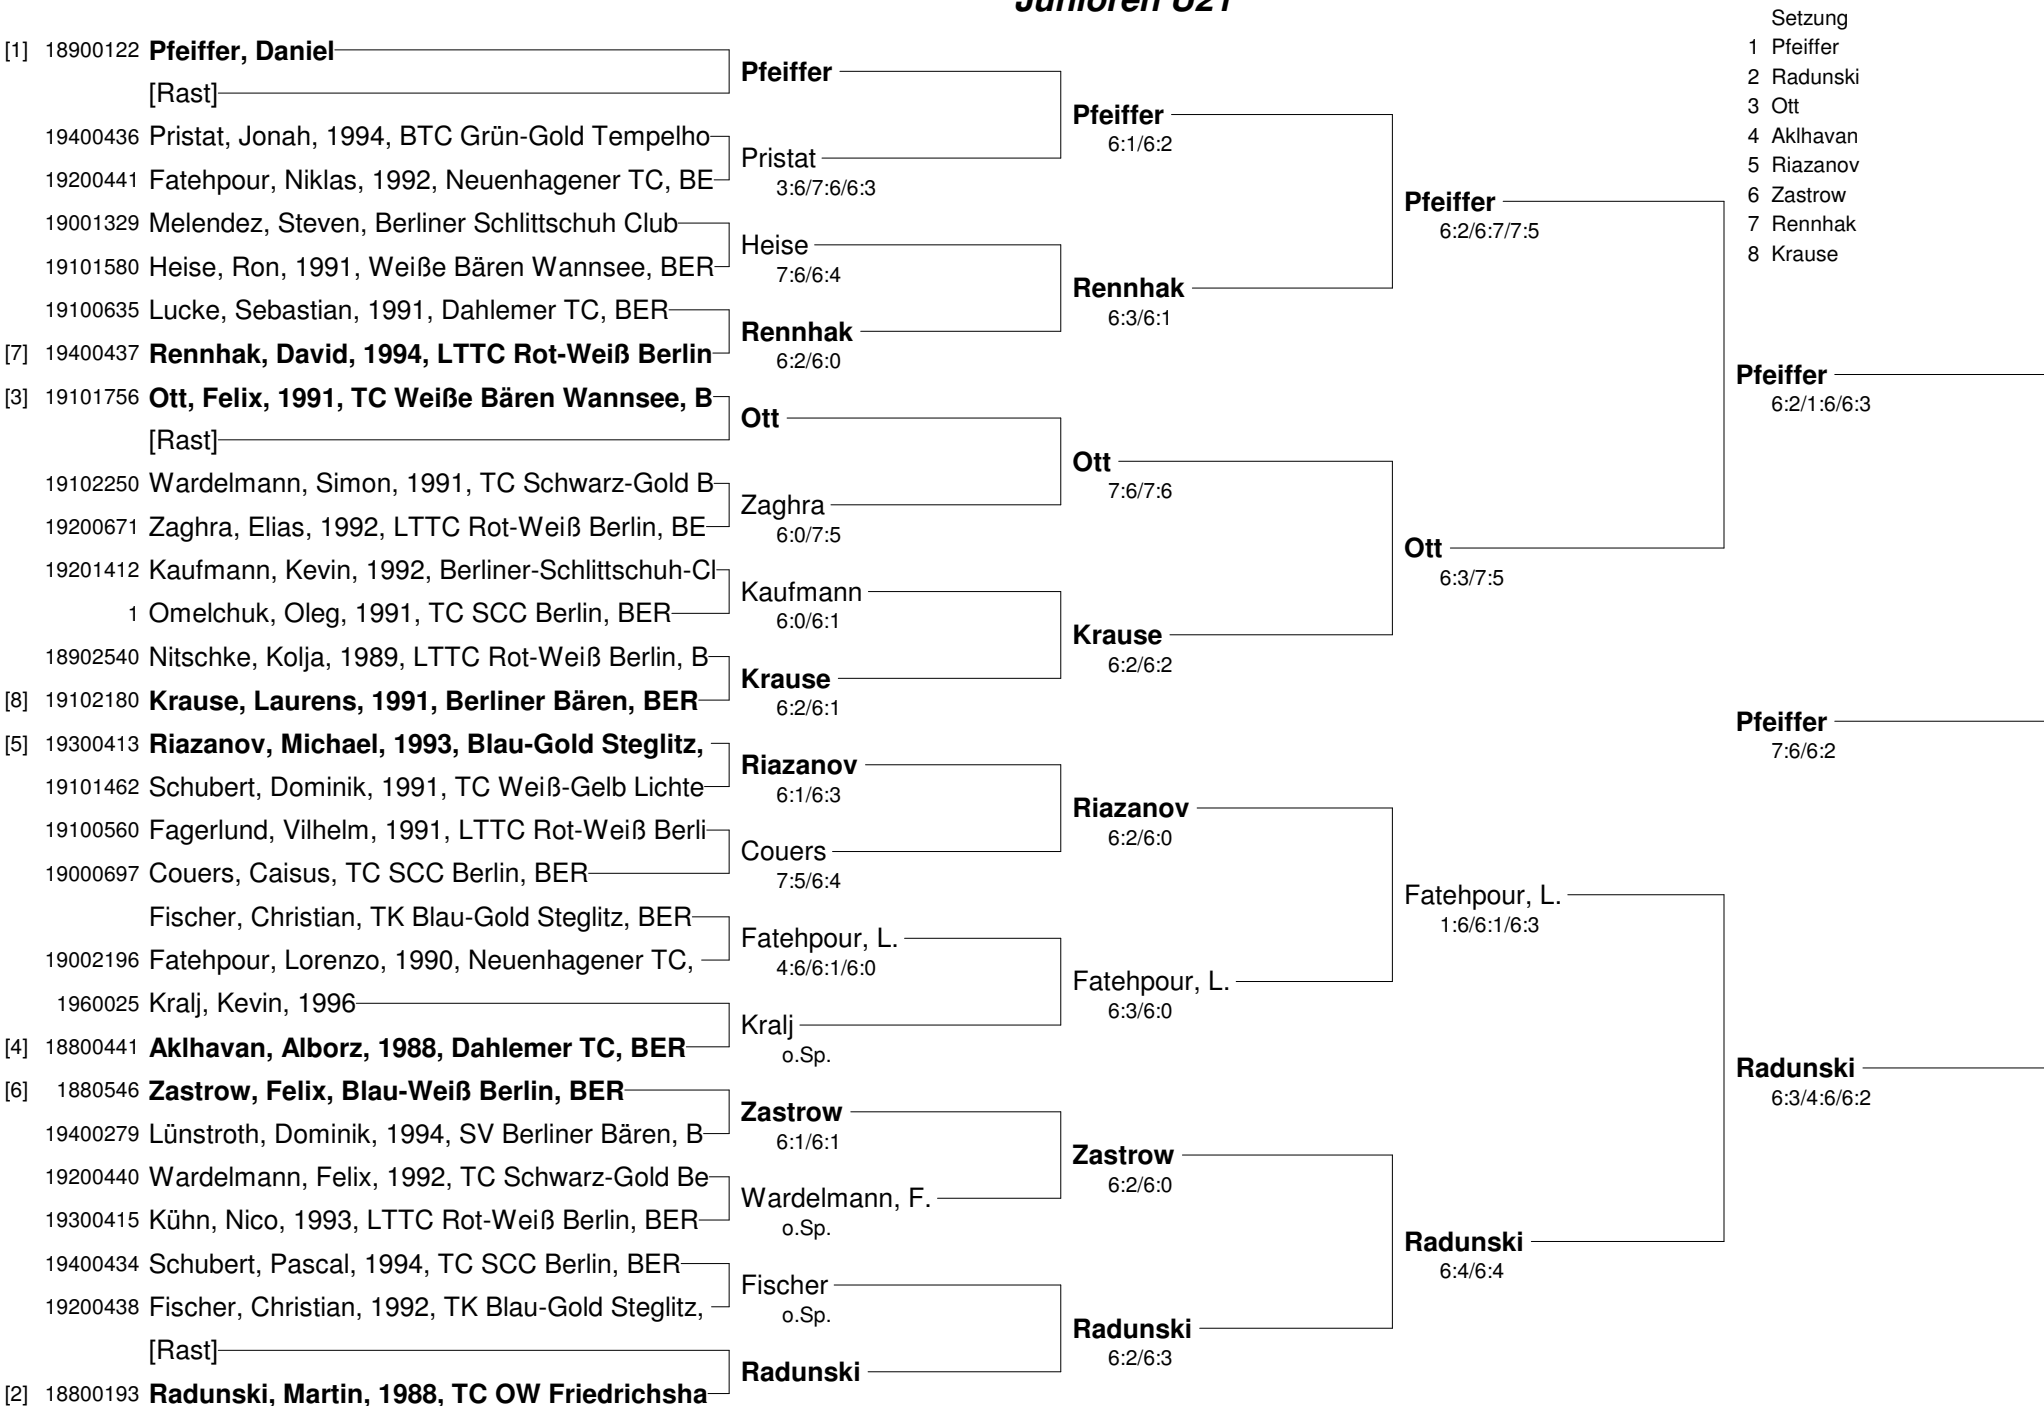 Junioren U21
Setzung
1 Pfeiffer
2 Radunski
3 Ott
4 Aklhavan
5 Riazanov
6 Zastrow
7 Rennhak
8 Krause
[1] 18900122 Pfeiffer, Daniel
[Rast]
19400436 Pristat, Jonah, 1994, BTC Grün-Gold Tempelho
19200441 Fatehpour, Niklas, 1992, Neuenhagener TC, BE
19001329 Melendez, Steven, Berliner Schlittschuh Club
19101580 Heise, Ron, 1991, Weiße Bären Wannsee, BER
19100635 Lucke, Sebastian, 1991, Dahlemer TC, BER
[7] 19400437 Rennhak, David, 1994, LTTC Rot-Weiß Berlin
[3] 19101756 Ott, Felix, 1991, TC Weiße Bären Wannsee, B
[Rast]
19102250 Wardelmann, Simon, 1991, TC Schwarz-Gold B
19200671 Zaghra, Elias, 1992, LTTC Rot-Weiß Berlin, BE
19201412 Kaufmann, Kevin, 1992, Berliner-Schlittschuh-Cl
1 Omelchuk, Oleg, 1991, TC SCC Berlin, BER
18902540 Nitschke, Kolja, 1989, LTTC Rot-Weiß Berlin, B
[8] 19102180 Krause, Laurens, 1991, Berliner Bären, BER
[5] 19300413 Riazanov, Michael, 1993, Blau-Gold Steglitz,
19101462 Schubert, Dominik, 1991, TC Weiß-Gelb Lichte
19100560 Fagerlund, Vilhelm, 1991, LTTC Rot-Weiß Berli
19000697 Couers, Caisus, TC SCC Berlin, BER
Fischer, Christian, TK Blau-Gold Steglitz, BER
19002196 Fatehpour, Lorenzo, 1990, Neuenhagener TC,
1960025 Kralj, Kevin, 1996
[4] 18800441 Aklhavan, Alborz, 1988, Dahlemer TC, BER
[6] 1880546 Zastrow, Felix, Blau-Weiß Berlin, BER
19400279 Lünstroth, Dominik, 1994, SV Berliner Bären, B
19200440 Wardelmann, Felix, 1992, TC Schwarz-Gold Be
19300415 Kühn, Nico, 1993, LTTC Rot-Weiß Berlin, BER
19400434 Schubert, Pascal, 1994, TC SCC Berlin, BER
19200438 Fischer, Christian, 1992, TK Blau-Gold Steglitz,
[Rast]
[2] 18800193 Radunski, Martin, 1988, TC OW Friedrichsha
Pfeiffer
Pristat
3:6/7:6/6:3
Heise
7:6/6:4
Rennhak
6:2/6:0
Ott
Zaghra
6:0/7:5
Kaufmann
6:0/6:1
Krause
6:2/6:1
Riazanov
6:1/6:3
Couers
7:5/6:4
Fatehpour, L.
4:6/6:1/6:0
Kralj
o.Sp.
Zastrow
6:1/6:1
Wardelmann, F.
o.Sp.
Fischer
o.Sp.
Radunski
Pfeiffer
6:1/6:2
Rennhak
6:3/6:1
Ott
7:6/7:6
Krause
6:2/6:2
Riazanov
6:2/6:0
Fatehpour, L.
6:3/6:0
Zastrow
6:2/6:0
Radunski
6:2/6:3
Pfeiffer
6:2/6:7/7:5
Ott
6:3/7:5
Fatehpour, L.
1:6/6:1/6:3
Radunski
6:4/6:4
Pfeiffer
6:2/1:6/6:3
Pfeiffer
7:6/6:2
Radunski
6:3/4:6/6:2